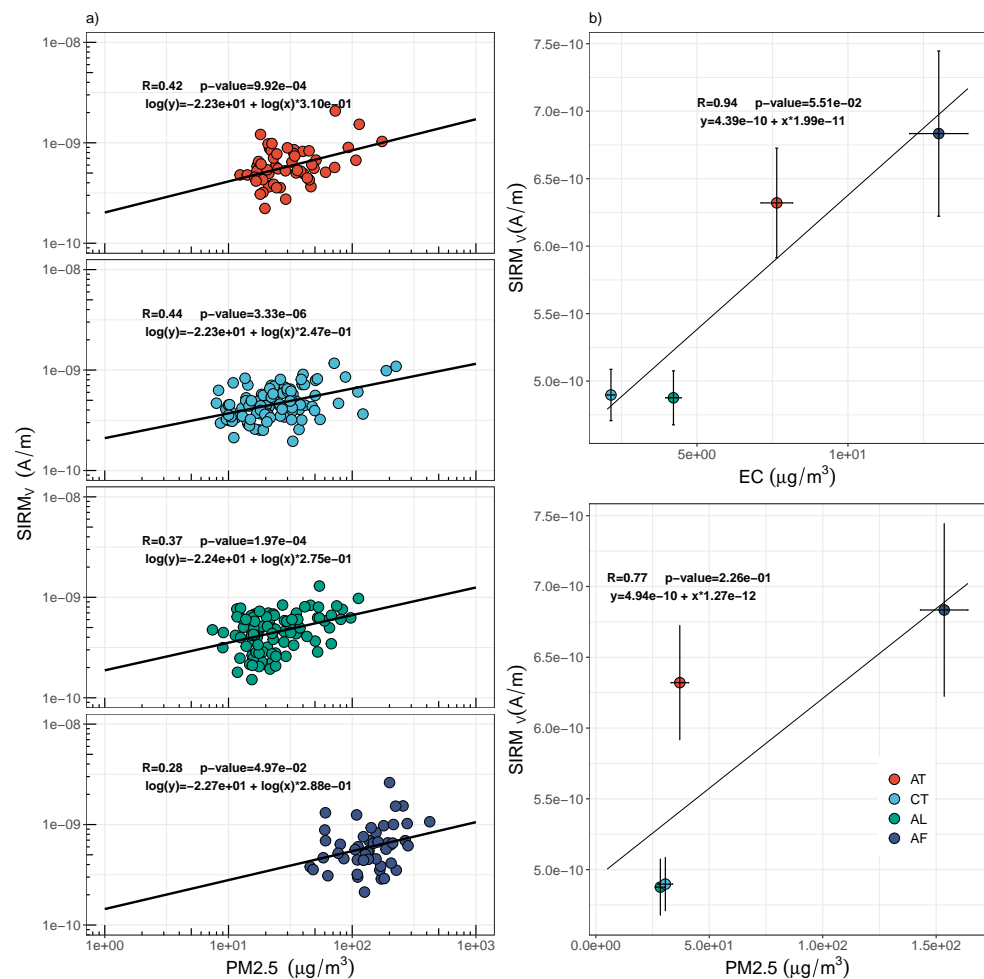 a)
1e−08
1e−09
1e−10
R=0.42 p−value=9.92e−04
log(y)=−2.23e+01 + log(x)*3.10e−01
1e−08
1e−09
1e−10
R=0.44 p−value=3.33e−06
log(y)=−2.23e+01 + log(x)*2.47e−01
SIRMV (A/m)
1e−08
1e−09
1e−10
R=0.37 p−value=1.97e−04
log(y)=−2.24e+01 + log(x)*2.75e−01
1e−08
1e−09
1e−10
R=0.28 p−value=4.97e−02
log(y)=−2.27e+01 + log(x)*2.88e−01
1e+00 1e+01 1e+02 1e+03
PM2.5 (μg/m³)
b)
7.5e−10
7.0e−10
6.5e−10
6.0e−10
5.5e−10
5.0e−10
SIRM V(A/m)
R=0.94 p−value=5.51e−02
y=4.39e−10 + x*1.99e−11
5e+00 1e+01
EC (μg/m³)
7.5e−10
7.0e−10
6.5e−10
6.0e−10
5.5e−10
5.0e−10
SIRM V(A/m)
R=0.77 p−value=2.26e−01
y=4.94e−10 + x*1.27e−12
AT
CT
AL
AF
0.0e+00 5.0e+01 1.0e+02 1.5e+02
PM2.5 (μg/m³)